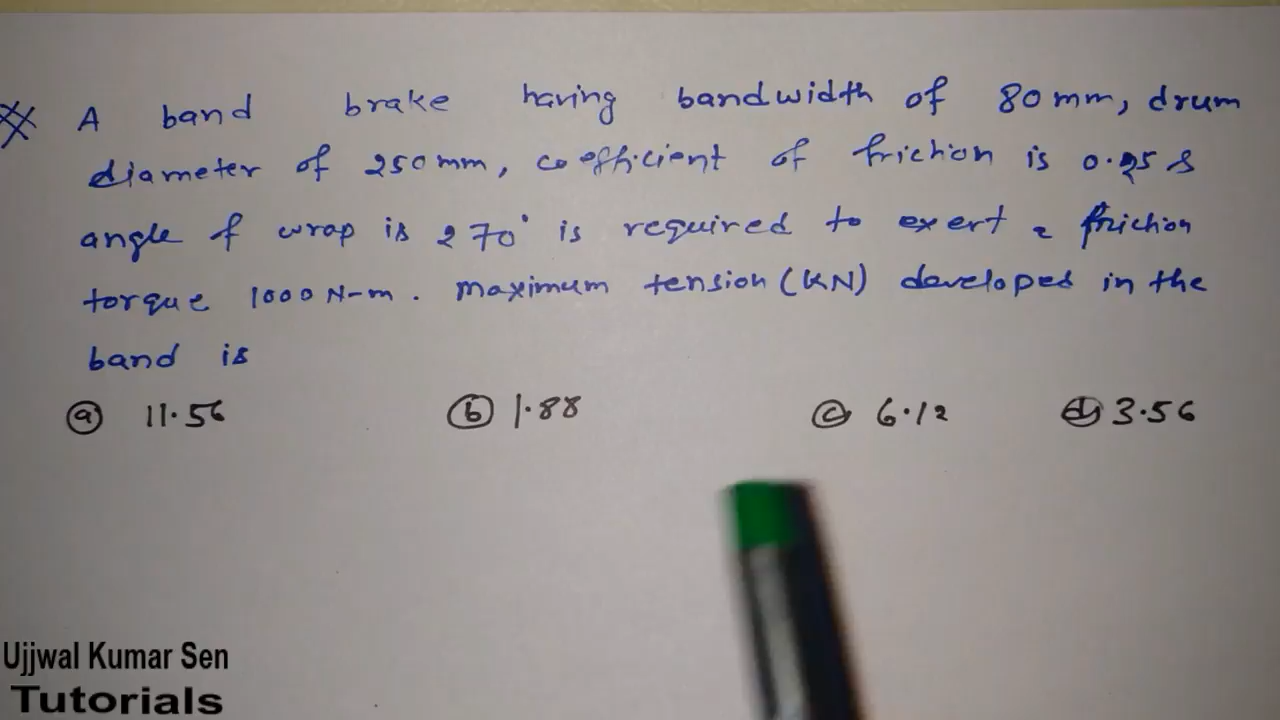 A band brake having bandwidth of 80 mm, drum
diameter of 250 mm, coefficient of friction is 0.25 &
angle of wrap is 270° is required to exert a friction
torque 1000 N-m. maximum tension (KN) developed in the
band is
(a) 11.56 (b) 1.88 (c) 6.12 (d) 3.56
Ujjwal Kumar Sen
Tutorials